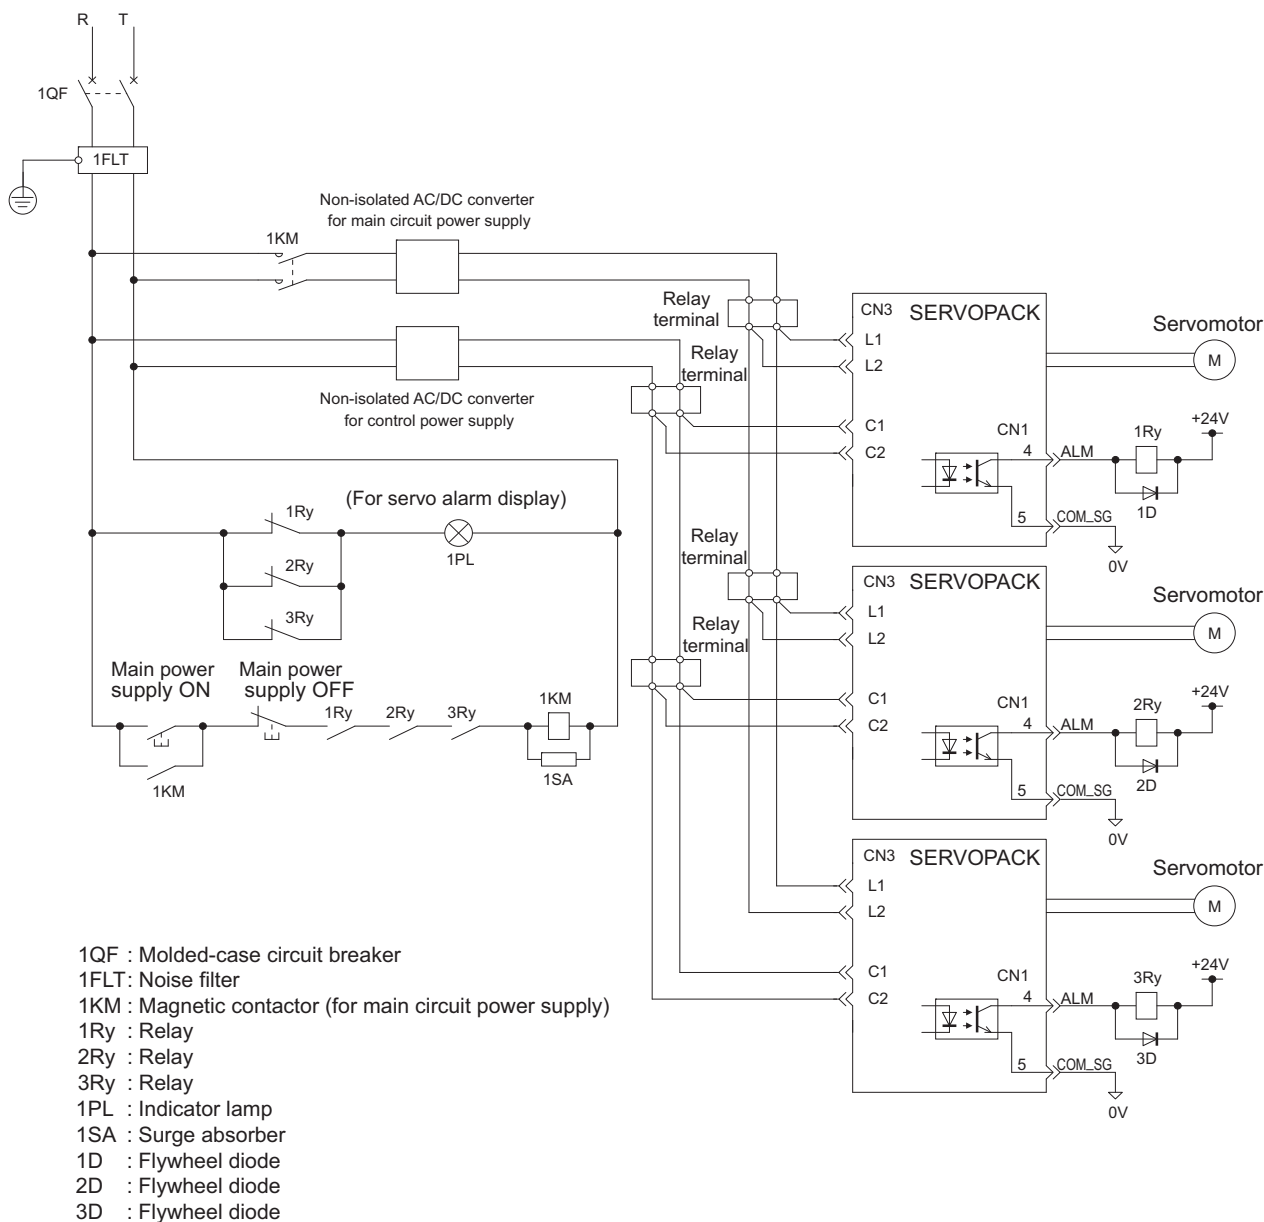 R T
1QF
1FLT
Non-isolated AC/DC converter
for main circuit power supply
1KM
Non-isolated AC/DC converter
for control power supply
Relay
terminal
Relay
terminal
CN3 SERVOPACK
L1
L2
C1
C2
CN1
4 ALM
5 COM_SG
0V
1Ry
1D
+24V
Servomotor
M
(For servo alarm display)
1Ry
1PL
2Ry
3Ry
Relay
terminal
Relay
terminal
CN3 SERVOPACK
L1
L2
C1
C2
CN1
4 ALM
5 COM_SG
0V
2Ry
2D
+24V
Servomotor
M
Main power
supply ON
Main power
supply OFF
1Ry 2Ry 3Ry
1KM
1SA
1KM
CN3 SERVOPACK
L1
L2
C1
C2
CN1
4 ALM
5 COM_SG
0V
3Ry
3D
+24V
Servomotor
M
1QF : Molded-case circuit breaker
1FLT : Noise filter
1KM : Magnetic contactor (for main circuit power supply)
1Ry : Relay
2Ry : Relay
3Ry : Relay
1PL : Indicator lamp
1SA : Surge absorber
1D : Flywheel diode
2D : Flywheel diode
3D : Flywheel diode